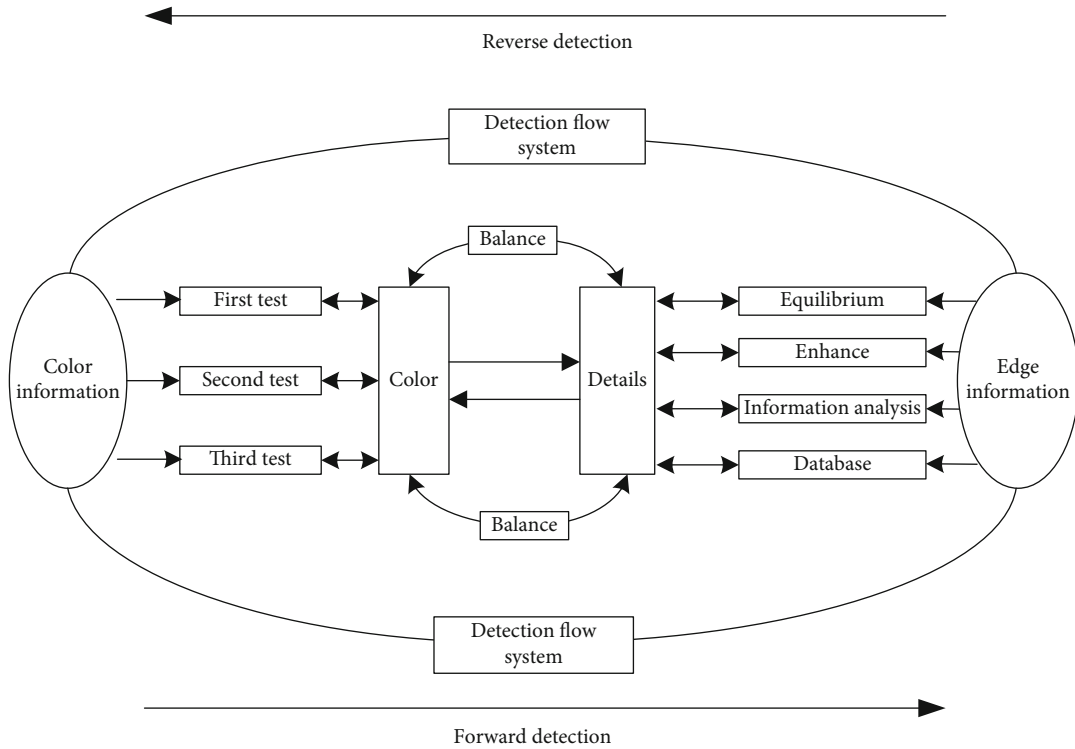 Reverse detection
Detection flow
system
Balance
First test
Equilibrium
Enhance
Color
information
Second test
Color
Details
Edge
information
Information analysis
Third test
Database
Balance
Detection flow
system
Forward detection